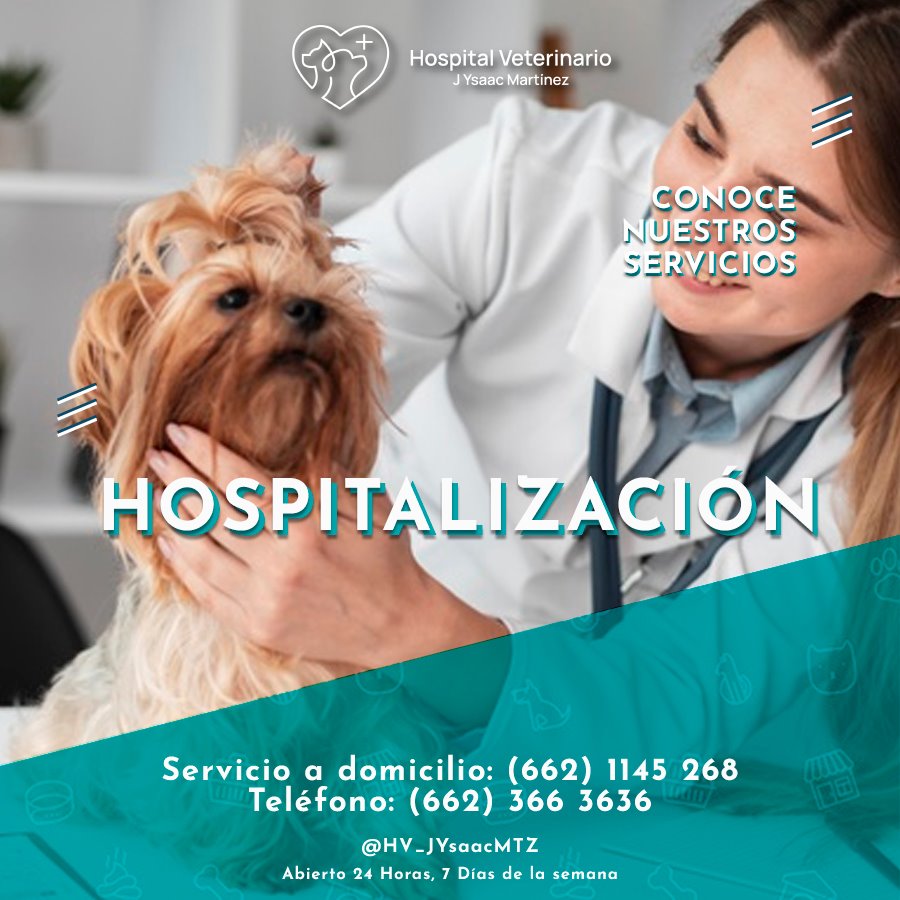 Hospital Veterinario
J Ysaac Martínez
CONOCE
NUESTROS
SERVICIOS
HOSPITALIZACIÓN
Servicio a domicilio: (662) 1145 268
Teléfono: (662) 366 3636
@HV_JYsaacMTZ
Abierto 24 Horas, 7 Días de la semana